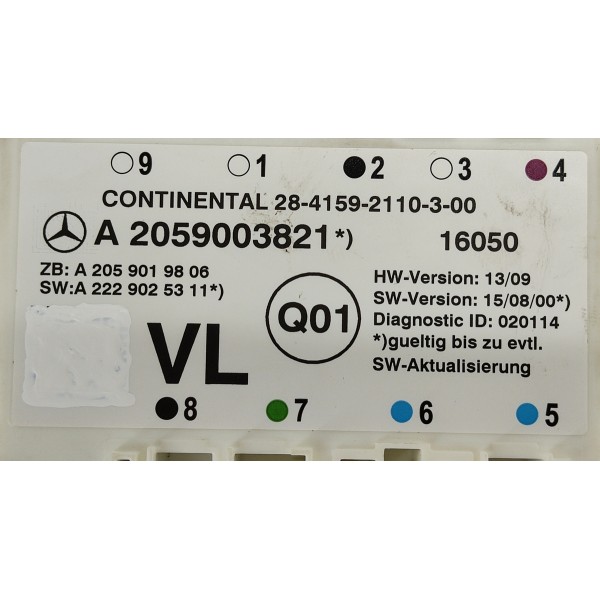 9 1 2 3 4
CONTINENTAL 28-4159-2110-3-00
A 2059003821*) 16050
ZB: A 205 901 98 06
SW:A 222 902 53 11*)
Q01
HW-Version: 13/09
SW-Version: 15/08/00*)
Diagnostic ID: 020114
*)gueltig bis zu evtl.
SW-Aktualisierung
VL
8 7 6 5